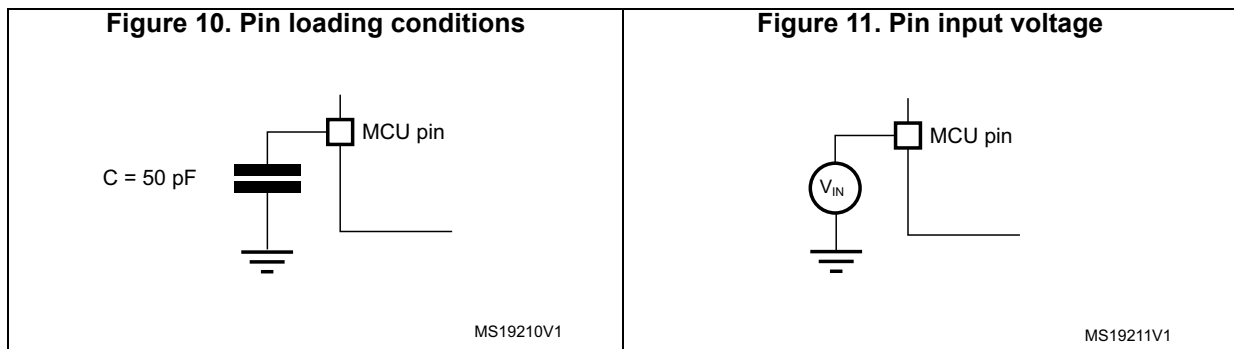 Figure 10. Pin loading conditions
MCU pin
C = 50 pF
MS19210V1
Figure 11. Pin input voltage
MCU pin
VIN
MS19211V1